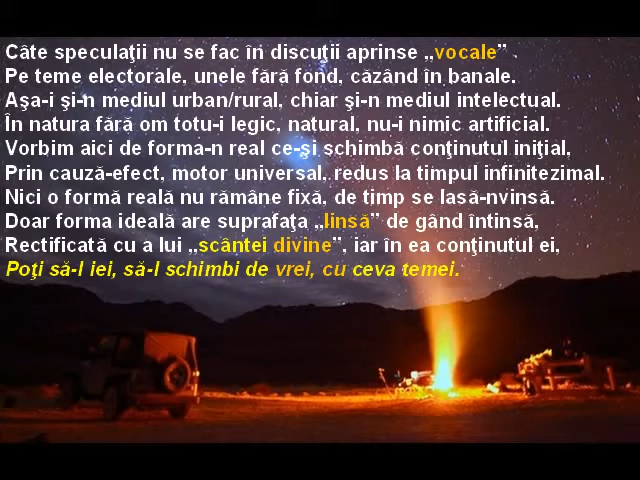 Câte speculaţii nu se fac în discuţii aprinse „vocale”
Pe teme electorale, unele fără fond, căzând în banale.
Aşa-i şi-n mediul urban/rural, chiar şi-n mediul intelectual.
În natura fără om totu-i legic, natural, nu-i nimic artificial.
Vorbim aici de forma-n real ce-şi schimbă conţinutul iniţial,
Prin cauză-efect, motor universal, redus la timpul infinitezimal.
Nici o formă reală nu rămâne fixă, de timp se lasă-nvinsă.
Doar forma ideală are suprafaţa „linsă” de gând întinsă,
Rectificată cu a lui „scântei divine”, iar în ea conţinutul ei,
Poţi să-l iei, să-l schimbi de vrei, cu ceva temei.